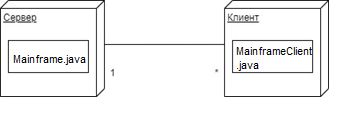 Сервер
Mainframe.java
1
*
Клиент
MainframeClient
.java